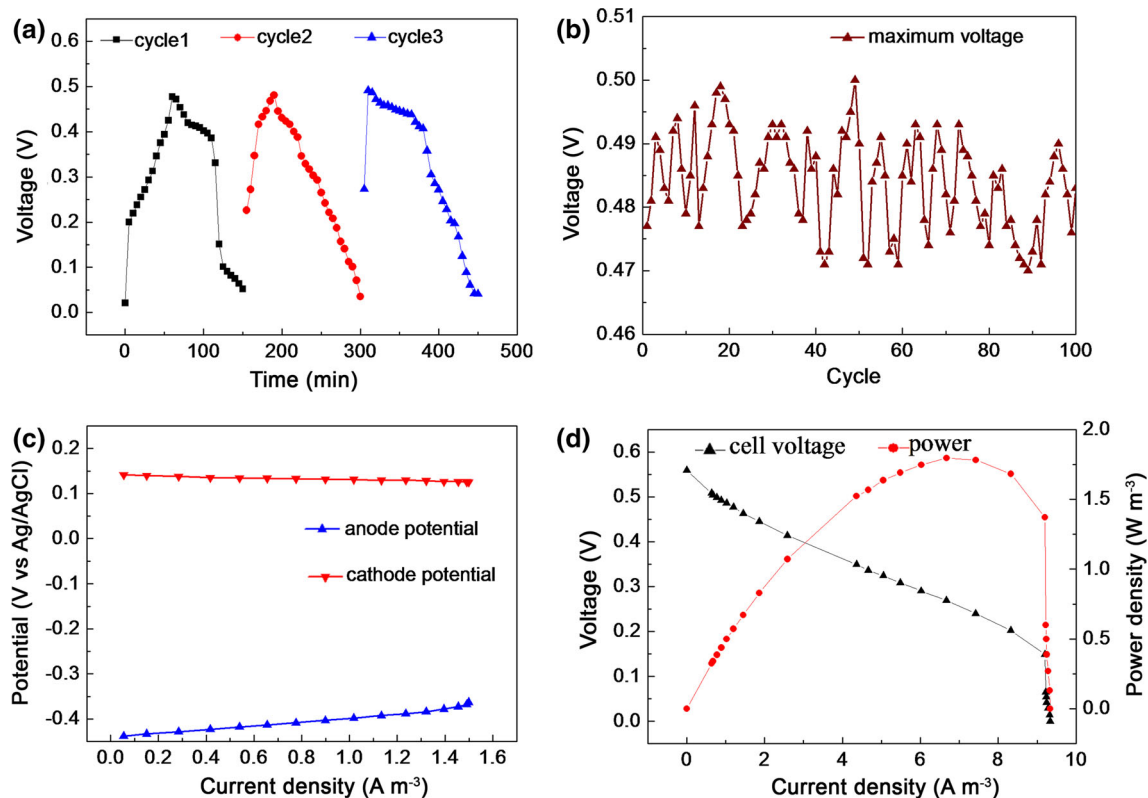 (a)
cycle1 cycle2 cycle3
Voltage (V)
0.6
0.5
0.4
0.3
0.2
0.1
0.0
0 100 200 300 400 500
Time (min)
(b)
maximum voltage
Voltage (V)
0.51
0.50
0.49
0.48
0.47
0.46
0 20 40 60 80 100
Cycle
(c)
Potential (V vs Ag/AgCl)
0.2
0.1
0.0
-0.1
-0.2
-0.3
-0.4
anode potential
cathode potential
0.0 0.2 0.4 0.6 0.8 1.0 1.2 1.4 1.6
Current density (A m-3)
(d)
cell voltage power
Voltage (V)
0.6
0.5
0.4
0.3
0.2
0.1
0.0
2.0
1.5
1.0
0.5
0.0
Power density (W m-3)
0 2 4 6 8 10
Current density (A m-3)